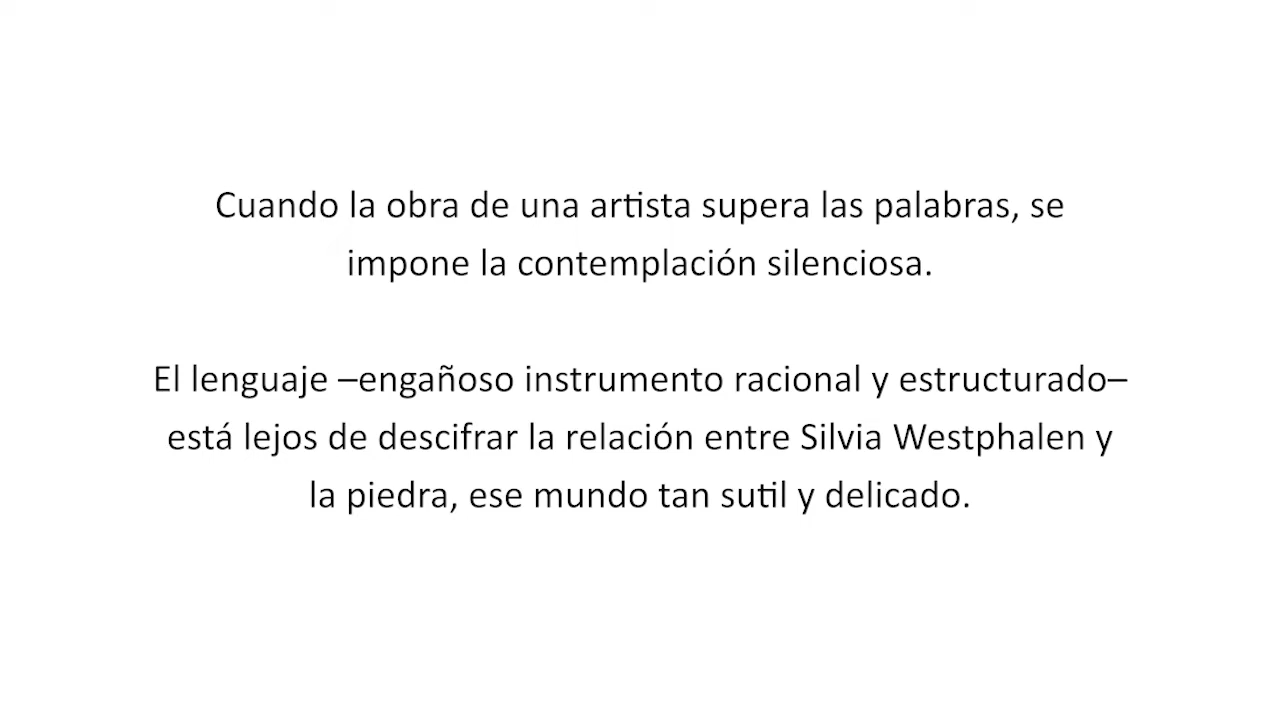 Cuando la obra de una artista supera las palabras, se
impone la contemplación silenciosa.
El lenguaje –engañoso instrumento racional y estructurado–
está lejos de descifrar la relación entre Silvia Westphalen y
la piedra, ese mundo tan sutil y delicado.